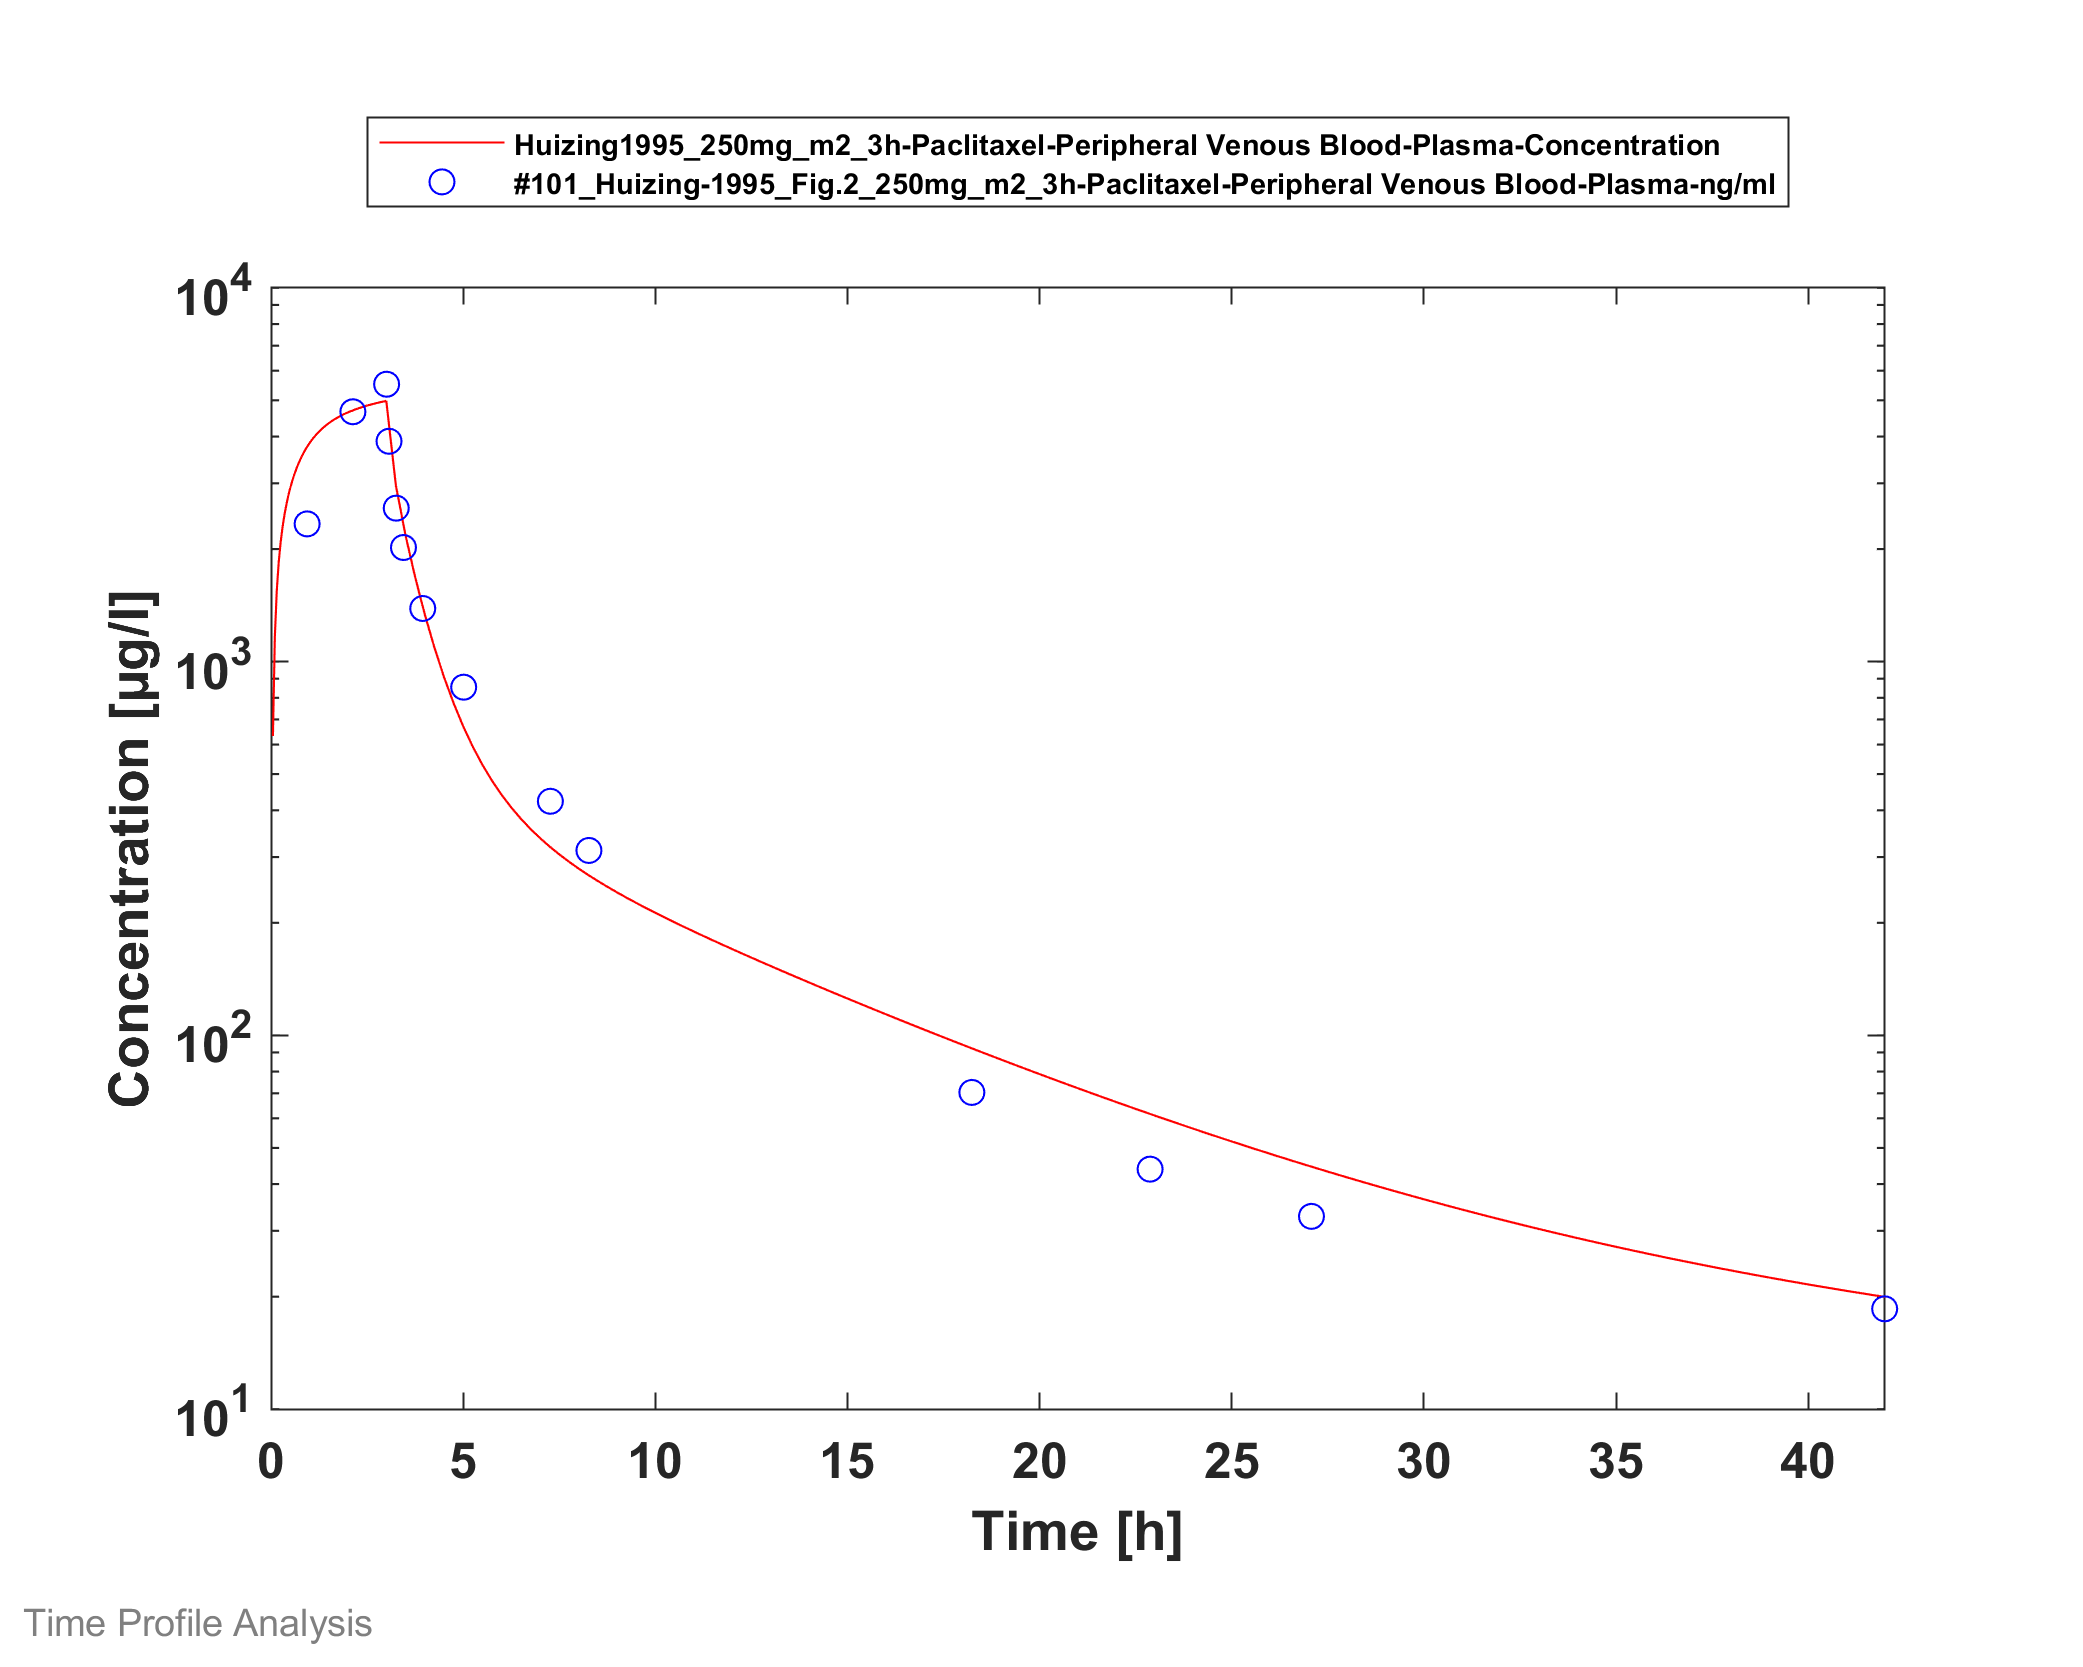 Huizing1995_250mg_m2_3h-Paclitaxel-Peripheral Venous Blood-Plasma-Concentration
#101_Huizing-1995_Fig.2_250mg_m2_3h-Paclitaxel-Peripheral Venous Blood-Plasma-ng/ml
10^4
10^3
10^2
10^1
Concentration [µg/l]
0 5 10 15 20 25 30 35 40
Time [h]
Time Profile Analysis